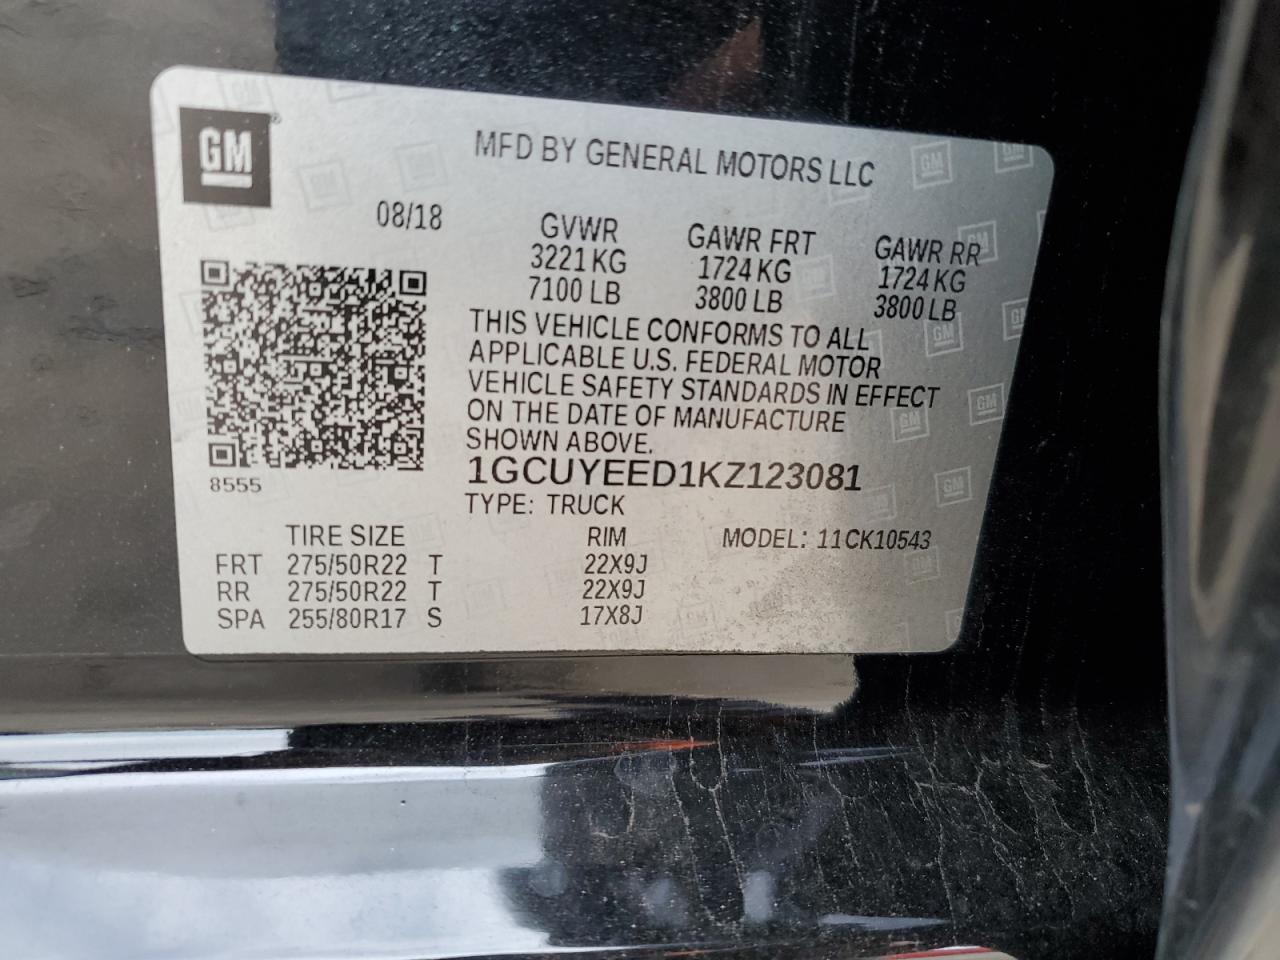 GM
MFD BY GENERAL MOTORS LLC
08/18
GVWR GAWR FRT GAWR RR
3221 KG 1724 KG 1724 KG
7100 LB 3800 LB 3800 LB
THIS VEHICLE CONFORMS TO ALL
APPLICABLE U.S. FEDERAL MOTOR
VEHICLE SAFETY STANDARDS IN EFFECT
ON THE DATE OF MANUFACTURE
SHOWN ABOVE.
8555
1GCUYEED1KZ123081
TYPE: TRUCK
TIRE SIZE RIM MODEL: 11CK10543
FRT 275/50R22 T 22X9J
RR 275/50R22 T 22X9J
SPA 255/80R17 S 17X8J